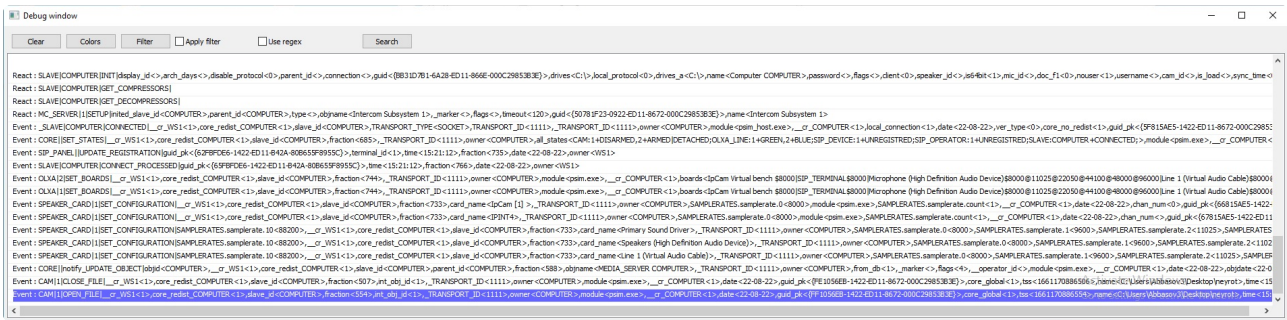 Debug window
Clear Colors Filter Apply filter Use regex Search
React : SLAVE|COMPUTER|INIT|display_id<>,arch_days<>,disable_protocol<0>,parent_id<>,connection<>,guid<{BB31D7B1-6A28-ED11-866E-000C29853B3E}>,drives<C:\>,local_protocol<0>,drives_a<C:\>,name<Computer COMPUTER>,password<>,flags<>,client<0>,speaker_id<>,is64bit<1>,mic_id<>,doc_f1<0>,nouser<1>,username<>,cam_id<>,is_load<>,sync_time<
React : SLAVE|COMPUTER|GET_COMPRESSORS|
React : SLAVE|COMPUTER|GET_DECOMPRESSORS|
React : MC_SERVER|1|SETUP|inited_slave_id<COMPUTER>,parent_id<COMPUTER>,type<>,objname<Intercom Subsystem 1>,_marker<>,flags<>,timeout<120>,guid<{50781F23-0922-ED11-8672-000C29853B3E}>,name<Intercom Subsystem 1>
Event : _SLAVE|COMPUTER|CONNECTED|__cr_WS1<1>,core_redist_COMPUTER<1>,slave_id<COMPUTER>,TRANSPORT_TYPE<SOCKET>,TRANSPORT_ID<1111>,_TRANSPORT_ID<1111>,owner<COMPUTER>,module<psim_host.exe>,__cr_COMPUTER<1>,local_connection<1>,date<22-08-22>,ver_type<0>,core_no_redist<1>,guid_pk<{5F815AE5-1422-ED11-8672-000C29853
Event : CORE||SET_STATES|__cr_WS1<1>,core_redist_COMPUTER<1>,slave_id<COMPUTER>,fraction<685>,_TRANSPORT_ID<1111>,owner<COMPUTER>,all_states<CAM:1+DISARMED,2+ARMED|DETACHED;OLXA_LINE:1+GREEN,2+BLUE;SIP_DEVICE:1+UNREGISTRED;SIP_OPERATOR:1+UNREGISTRED;SLAVE:COMPUTER+CONNECTED;>,module<psim.exe>,__cr_COMPUTER<
Event : SIP_PANEL||UPDATE_REGISTRATION|guid_pk<{62FBFDE6-1422-ED11-B42A-80B655F8955C}>,terminal_id<1>,time<15:21:12>,fraction<735>,date<22-08-22>,owner<WS1>
Event : SLAVE|COMPUTER|CONNECT_PROCESSED|guid_pk<{65FBFDE6-1422-ED11-B42A-80B655F8955C}>,time<15:21:12>,fraction<766>,date<22-08-22>,owner<WS1>
Event : OLXA|2|SET_BOARDS|__cr_WS1<1>,core_redist_COMPUTER<1>,slave_id<COMPUTER>,fraction<744>,_TRANSPORT_ID<1111>,owner<COMPUTER>,module<psim.exe>,__cr_COMPUTER<1>,boards<IpCam Virtual bench $8000|SIP_TERMINAL$8000|Microphone (High Definition Audio Device)$8000@11025@22050@44100@48000@96000|Line 1 (Virtual Audio Cable)$8000@
Event : OLXA|1|SET_BOARDS|__cr_WS1<1>,core_redist_COMPUTER<1>,slave_id<COMPUTER>,fraction<744>,_TRANSPORT_ID<1111>,owner<COMPUTER>,module<psim.exe>,__cr_COMPUTER<1>,boards<IpCam Virtual bench $8000|SIP_TERMINAL$8000|Microphone (High Definition Audio Device)$8000@11025@22050@44100@48000@96000|Line 1 (Virtual Audio Cable)$8000@
Event : SPEAKER_CARD|1|SET_CONFIGURATION|__cr_WS1<1>,core_redist_COMPUTER<1>,slave_id<COMPUTER>,fraction<733>,card_name<IpCam [1] >,_TRANSPORT_ID<1111>,owner<COMPUTER>,SAMPLERATES.samplerate.0<8000>,module<psim.exe>,SAMPLERATES.samplerate.count<1>,__cr_COMPUTER<1>,date<22-08-22>,chan_num<0>,guid_pk<{66815AE5-1422-
Event : SPEAKER_CARD|1|SET_CONFIGURATION|__cr_WS1<1>,core_redist_COMPUTER<1>,slave_id<COMPUTER>,fraction<733>,card_name<IPINT4>,_TRANSPORT_ID<1111>,owner<COMPUTER>,SAMPLERATES.samplerate.0<8000>,module<psim.exe>,SAMPLERATES.samplerate.count<1>,__cr_COMPUTER<1>,date<22-08-22>,chan_num<>,guid_pk<{67815AE5-1422-ED11
Event : SPEAKER_CARD|1|SET_CONFIGURATION|SAMPLERATES.samplerate.10<88200>,__cr_WS1<1>,core_redist_COMPUTER<1>,slave_id<COMPUTER>,fraction<733>,card_name<Primary Sound Driver>,_TRANSPORT_ID<1111>,owner<COMPUTER>,SAMPLERATES.samplerate.0<8000>,SAMPLERATES.samplerate.1<9600>,SAMPLERATES.samplerate.2<11025>,SAMPLERATES
Event : SPEAKER_CARD|1|SET_CONFIGURATION|SAMPLERATES.samplerate.10<88200>,__cr_WS1<1>,core_redist_COMPUTER<1>,slave_id<COMPUTER>,fraction<733>,card_name<Speakers (High Definition Audio Device)>,_TRANSPORT_ID<1111>,owner<COMPUTER>,SAMPLERATES.samplerate.0<8000>,SAMPLERATES.samplerate.1<9600>,SAMPLERATES.samplerate.2<1102
Event : SPEAKER_CARD|1|SET_CONFIGURATION|SAMPLERATES.samplerate.10<88200>,__cr_WS1<1>,core_redist_COMPUTER<1>,slave_id<COMPUTER>,fraction<733>,card_name<Line 1 (Virtual Audio Cable)>,_TRANSPORT_ID<1111>,owner<COMPUTER>,SAMPLERATES.samplerate.0<8000>,SAMPLERATES.samplerate.1<9600>,SAMPLERATES.samplerate.2<11025>,SAMPLER
Event : CORE||notify_UPDATE_OBJECT|objid<COMPUTER>,__cr_WS1<1>,core_redist_COMPUTER<1>,slave_id<COMPUTER>,parent_id<COMPUTER>,fraction<588>,objname<MEDIA_SERVER COMPUTER>,_TRANSPORT_ID<1111>,owner<COMPUTER>,from_db<1>,_marker<>,flags<4>,__operator_id<>,module<psim.exe>,__cr_COMPUTER<1>,date<22-08-22>,objdate<22-0
Event : CAM|1|CLOSE_FILE|__cr_WS1<1>,core_redist_COMPUTER<1>,slave_id<COMPUTER>,fraction<507>,int_obj_id<1>,_TRANSPORT_ID<1111>,owner<COMPUTER>,module<psim.exe>,__cr_COMPUTER<1>,date<22-08-22>,guid_pk<{FE1056EB-1422-ED11-8672-000C29853B3E}>,core_global<1>,tss<1661170886506>,name<C:\Users\Abbasov3\Desktop\neyrot>,time<15
Event : CAM|1|OPEN_FILE|__cr_WS1<1>,core_redist_COMPUTER<1>,slave_id<COMPUTER>,fraction<554>,int_obj_id<1>,_TRANSPORT_ID<1111>,owner<COMPUTER>,module<psim.exe>,__cr_COMPUTER<1>,date<22-08-22>,guid_pk<{FF1056EB-1422-ED11-8672-000C29853B3E}>,core_global<1>,tss<1661170886554>,name<C:\Users\Abbasov3\Desktop\neyrot>,time<15: